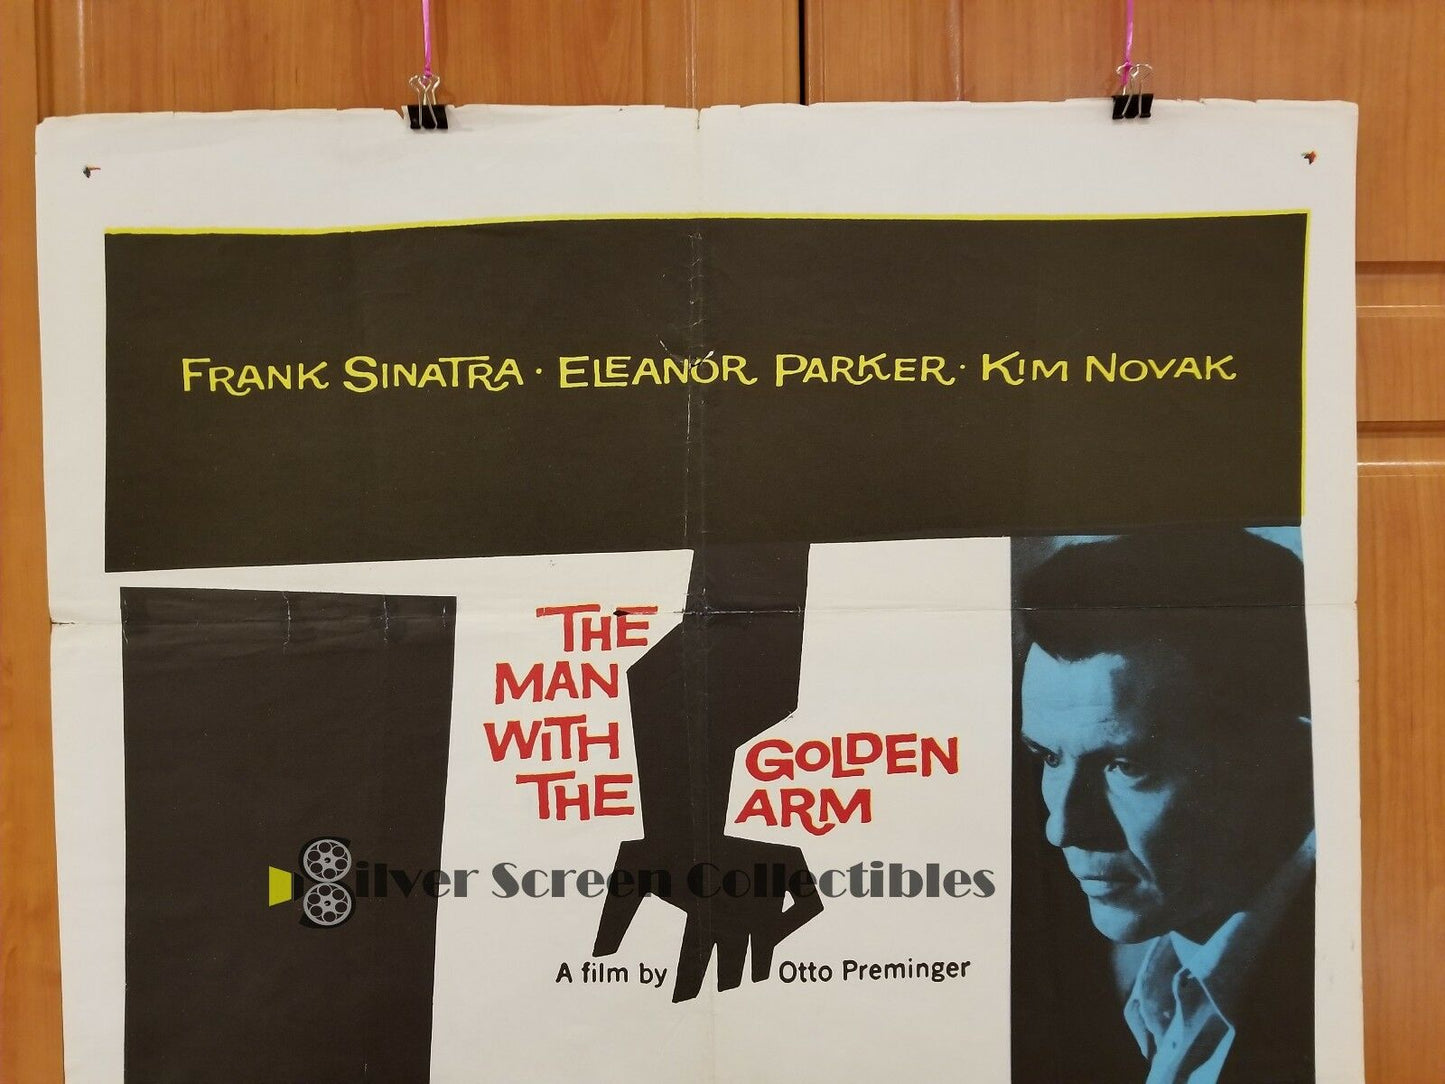 FRANK SINATRA · ELEANOR PARKER · KIM NOVAK
THE
MAN
WITH
THE
GOLDEN
ARM
Silver Screen Collectibles
A film by Otto Preminger